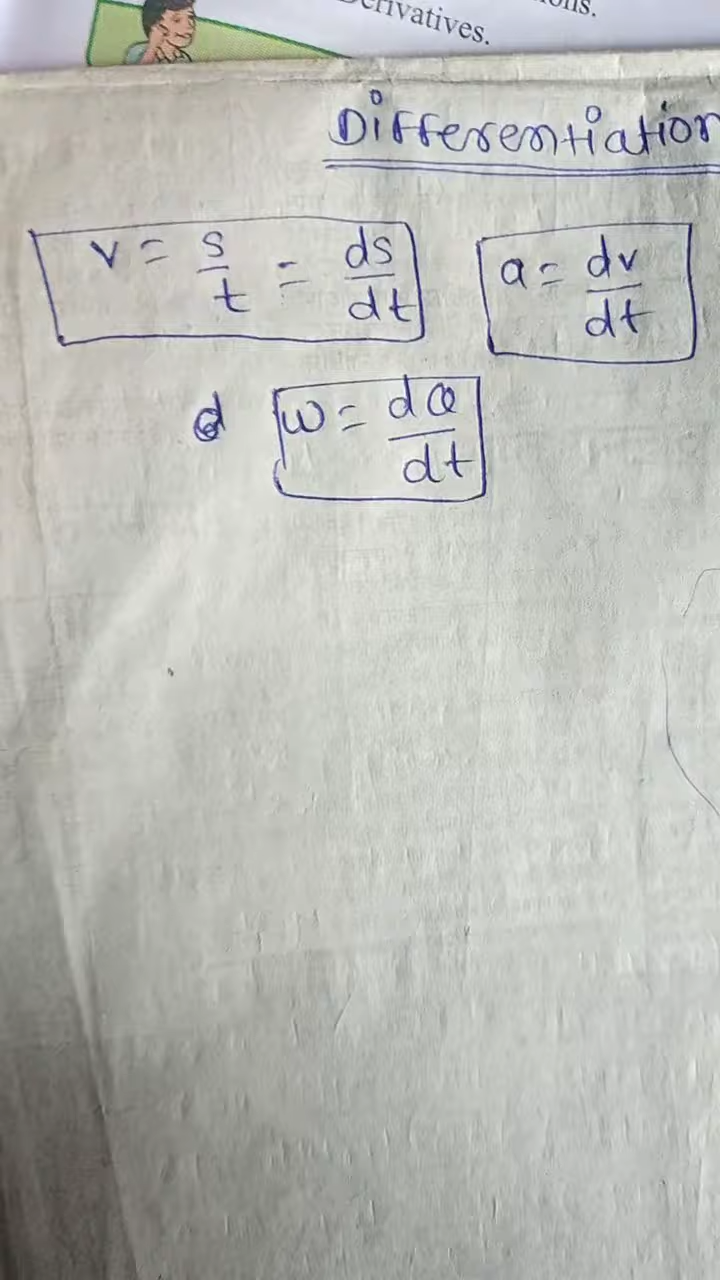 Derivatives.
Differentiation
v = s/t = ds/dt
a = dv/dt
d
ω = dθ/dt